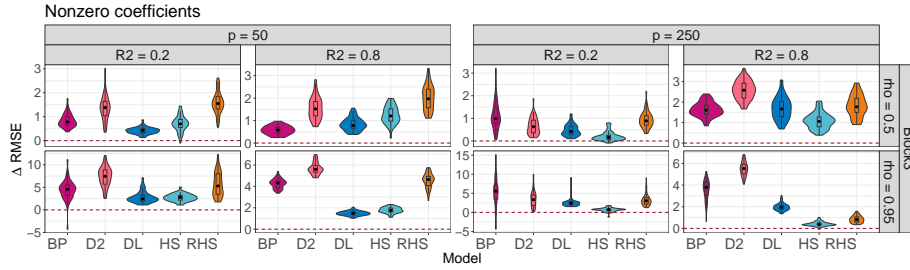 Nonzero coefficients
p = 50
p = 250
R2 = 0.2
R2 = 0.8
R2 = 0.2
R2 = 0.8
3
2
1
0
3
2
1
0
3
2
1
0
3
2
1
0
rho = 0.5
Block3
Δ RMSE
10
5
0
−5
6
4
2
0
15
10
5
0
−5
6
4
2
0
rho = 0.95
BP D2 DL HS RHS
BP D2 DL HS RHS
BP D2 DL HS RHS
BP D2 DL HS RHS
Model